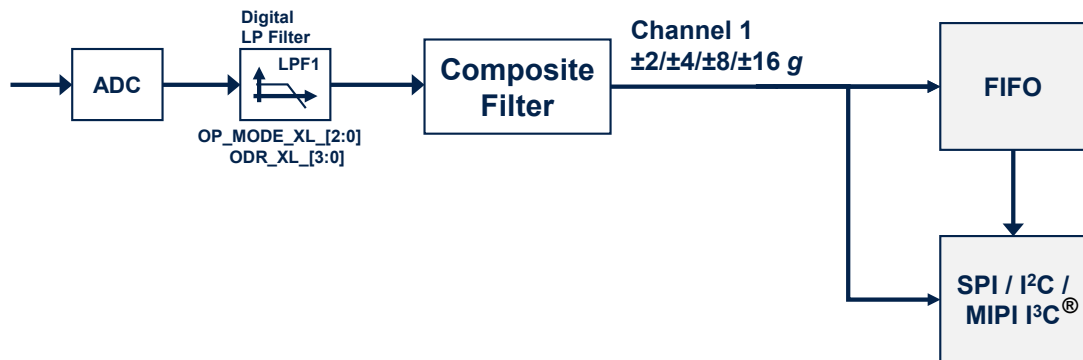 Digital
LP Filter
ADC
LPF1
OP_MODE_XL_[2:0]
ODR_XL_[3:0]
Composite
Filter
Channel 1
±2/±4/±8/±16 g
FIFO
SPI / I²C /
MIPI I³C®